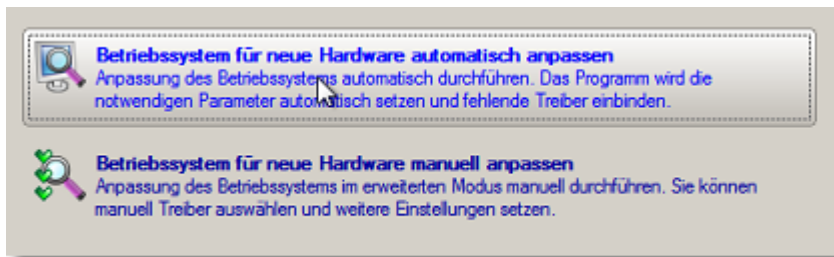 Betriebssystem für neue Hardware automatisch anpassen
Anpassung des Betriebssystems automatisch durchführen. Das Programm wird die
notwendigen Parameter automatisch setzen und fehlende Treiber einbinden.
Betriebssystem für neue Hardware manuell anpassen
Anpassung des Betriebssystems im erweiterten Modus manuell durchführen. Sie können
manuell Treiber auswählen und weitere Einstellungen setzen.